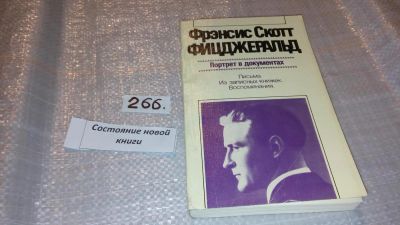 Фрэнсис Скотт
ФИЦДЖЕРАЛЬД
Портрет в документах
Письма
Из записных книжек
Воспоминания
266.
Состояние новой
книги